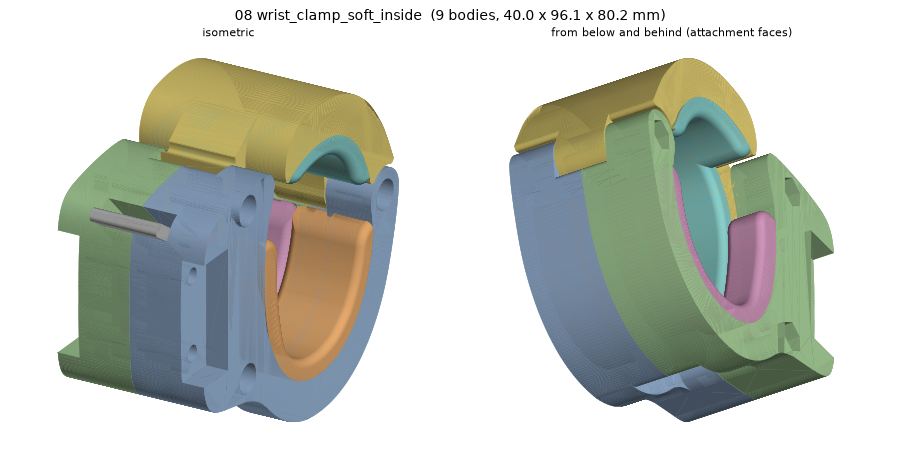 08 wrist_clamp_soft_inside (9 bodies, 40.0 x 96.1 x 80.2 mm)
isometric
from below and behind (attachment faces)